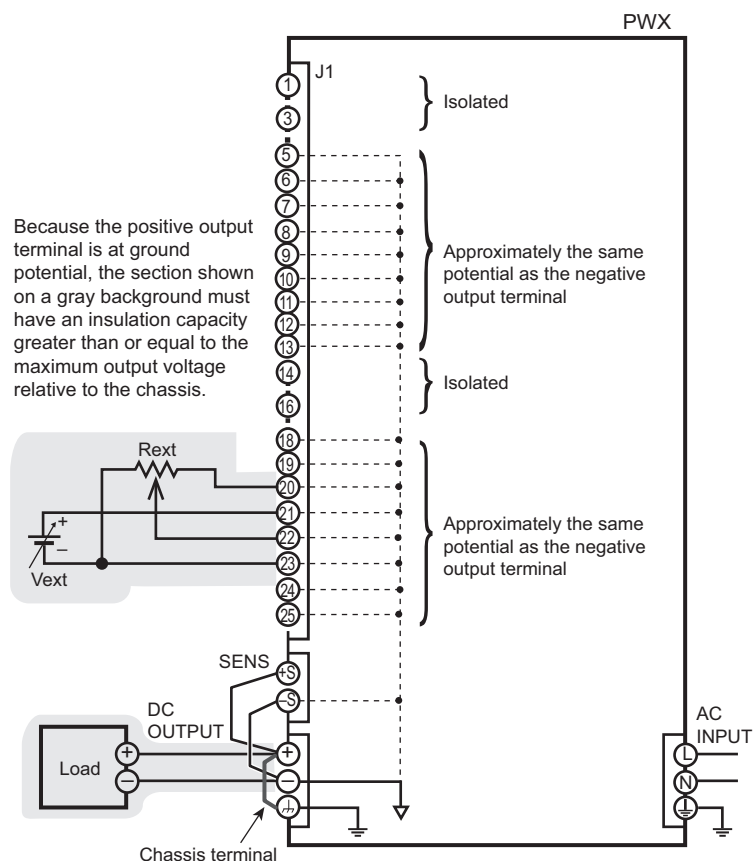 PWX
J1
1
3
Isolated
5
6
7
8
9
10
11
12
13
Approximately the same
potential as the negative
output terminal
Because the positive output
terminal is at ground
potential, the section shown
on a gray background must
have an insulation capacity
greater than or equal to the
maximum output voltage
relative to the chassis.
14
16
Isolated
18
19
20
21
22
23
24
25
Approximately the same
potential as the negative
output terminal
Rext
+
–
Vext
SENS
+S
–S
DC
OUTPUT
Load
+
–
+
–
Chassis terminal
AC
INPUT
L
N